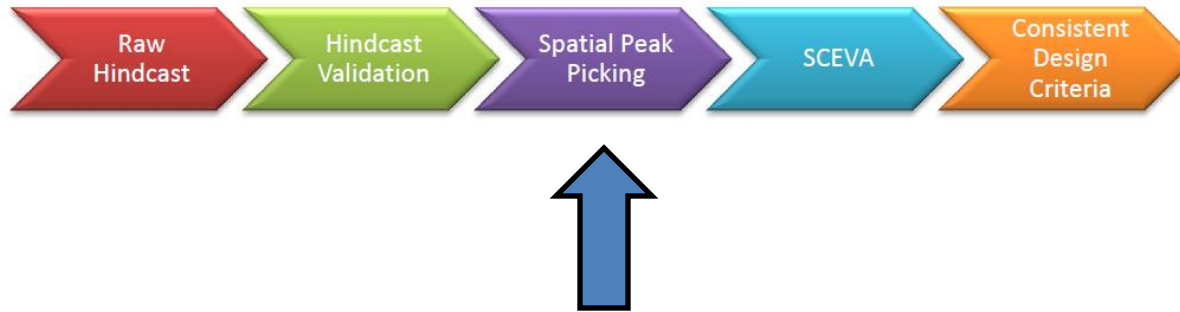 Raw
Hindcast
Hindcast
Validation
Spatial Peak
Picking
SCEVA
Consistent
Design
Criteria